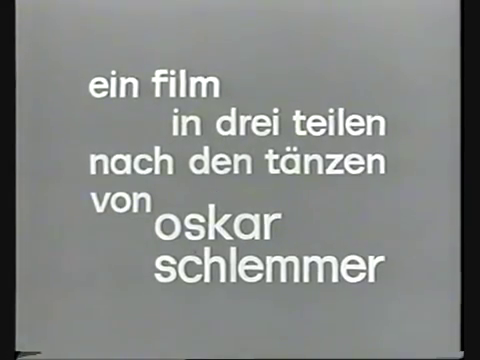 ein film
in drei teilen
nach den tänzen
von
oskar
schlemmer